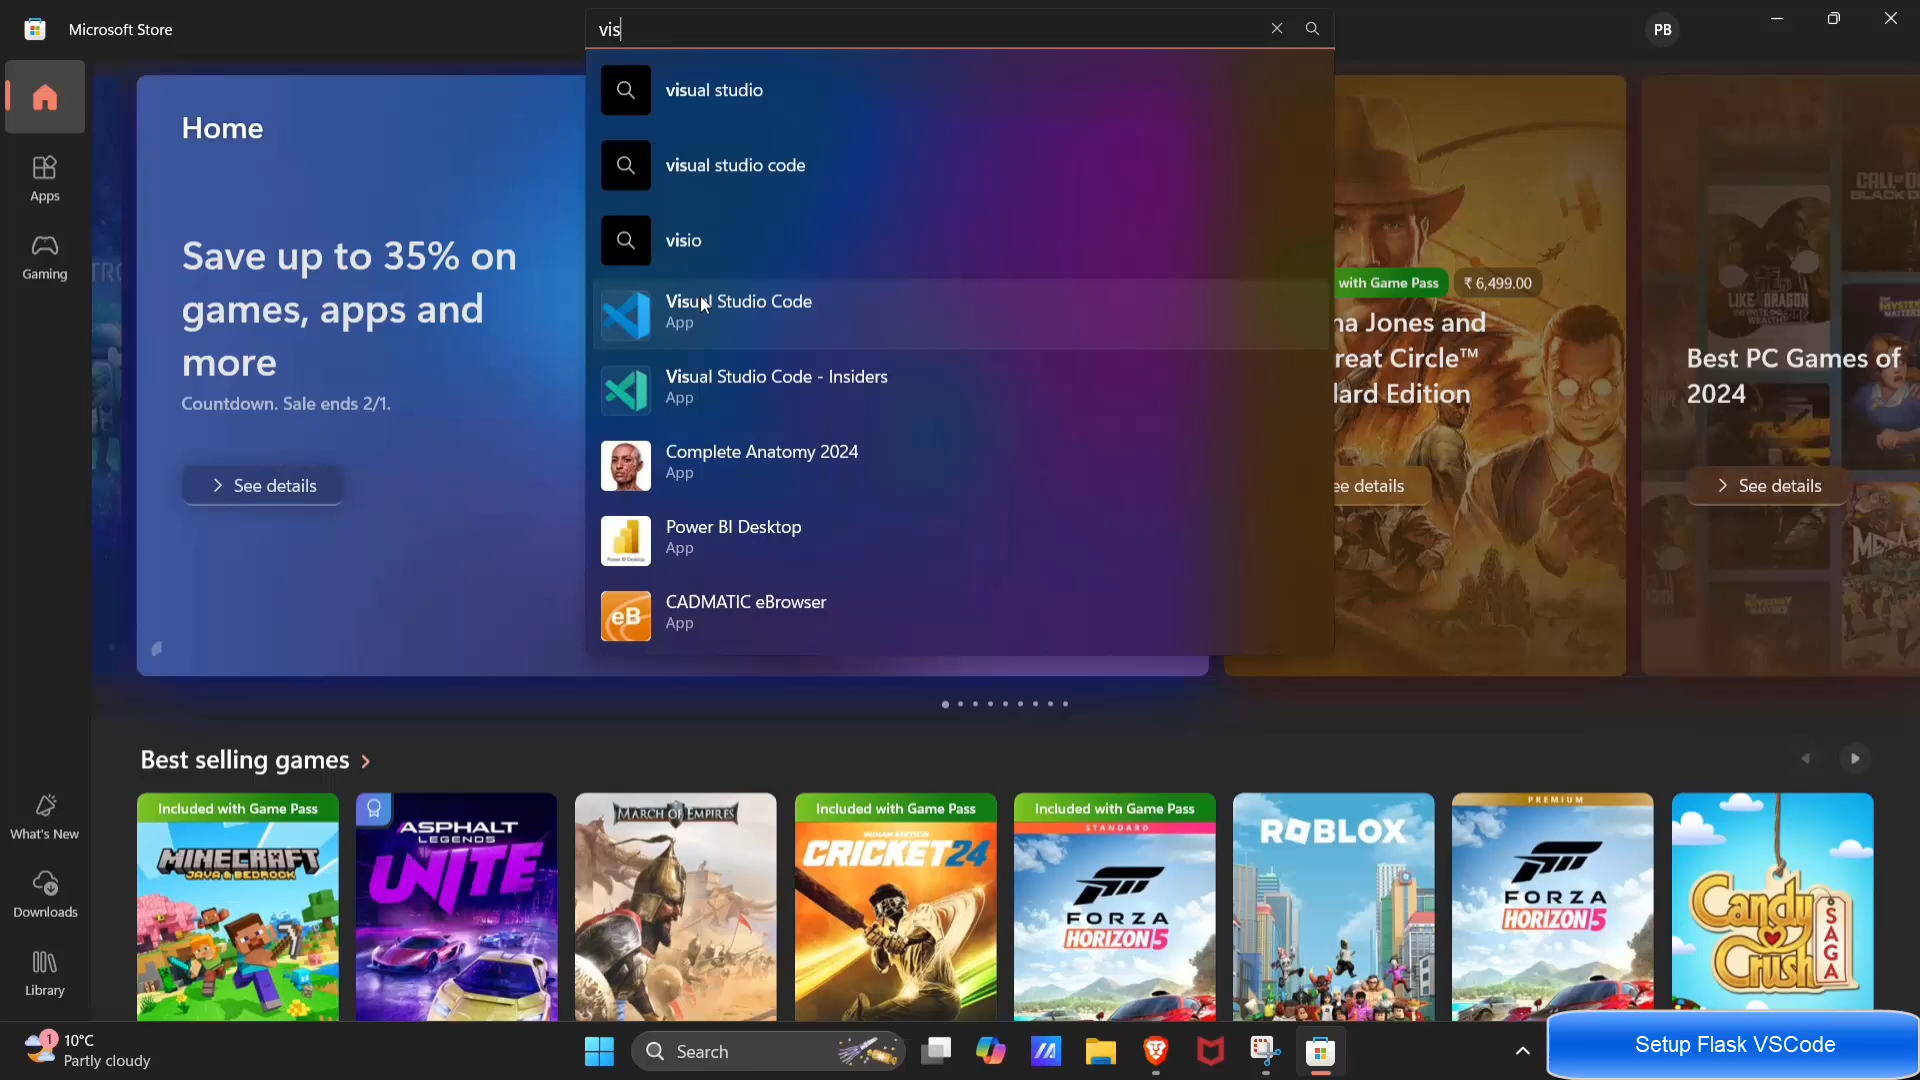 Microsoft Store
vis
PB
Home
Apps
Gaming
Save up to 35% on
games, apps and
more
Countdown. Sale ends 2/1.
See details
visual studio
visual studio code
visio
Visual Studio Code
App
Visual Studio Code - Insiders
App
Complete Anatomy 2024
App
Power BI Desktop
App
CADMATIC eBrowser
App
with Game Pass
₹ 6,499.00
na Jones and
reat Circle™
lard Edition
ee details
LIKE A DRAGON
Best PC Games of
2024
See details
Best selling games
What's New
Downloads
Library
Included with Game Pass
MINECRAFT
JAVA & BEDROCK
ASPHALT
LEGENDS
UNITE
MARCH OF EMPIRES
Included with Game Pass
INDIAN EDITION
CRICKET 24
Included with Game Pass
STANDARD
FORZA
HORIZON 5
ROBLOX
PREMIUM
FORZA
HORIZON 5
Candy
Crush
SAGA
1
10°C
Partly cloudy
Search
Setup Flask VSCode